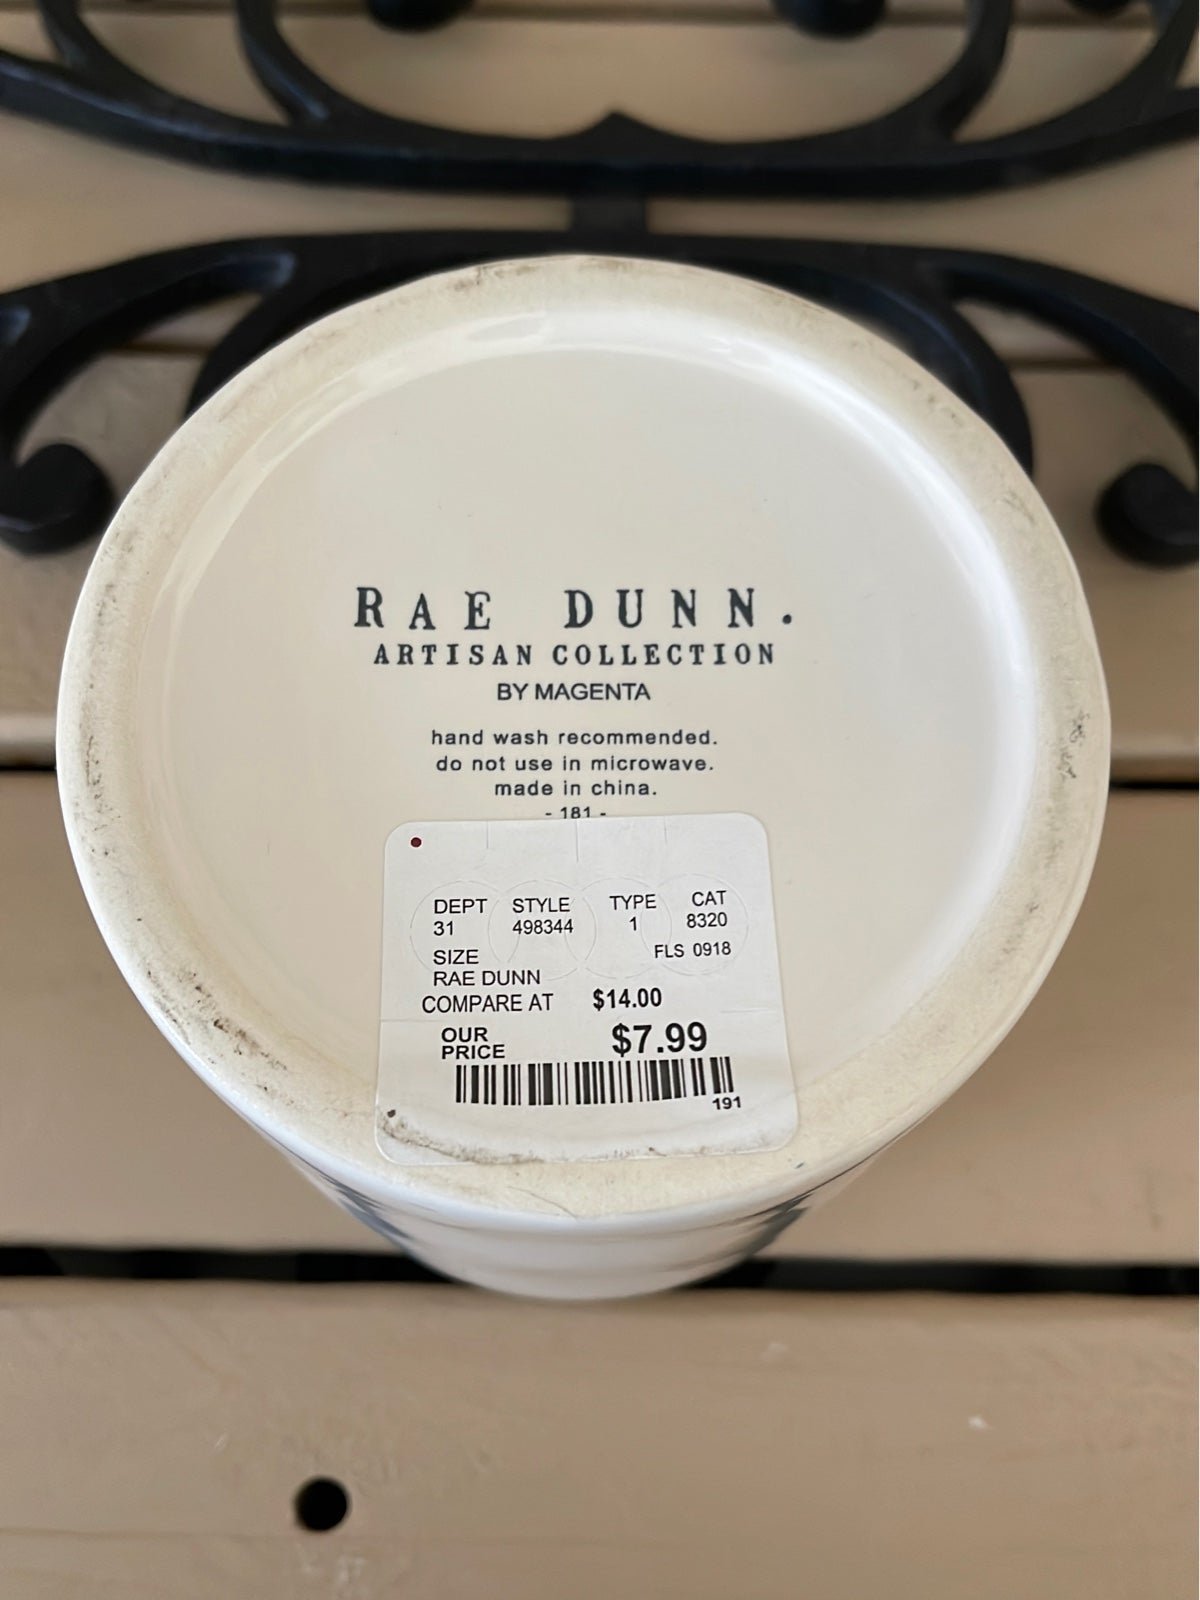 RAE DUNN.
ARTISAN COLLECTION
BY MAGENTA
hand wash recommended.
do not use in microwave.
made in china.
- 181 -
DEPT STYLE TYPE CAT
31 498344 1 8320
SIZE FLS 0918
RAE DUNN
COMPARE AT $14.00
OUR PRICE $7.99
191